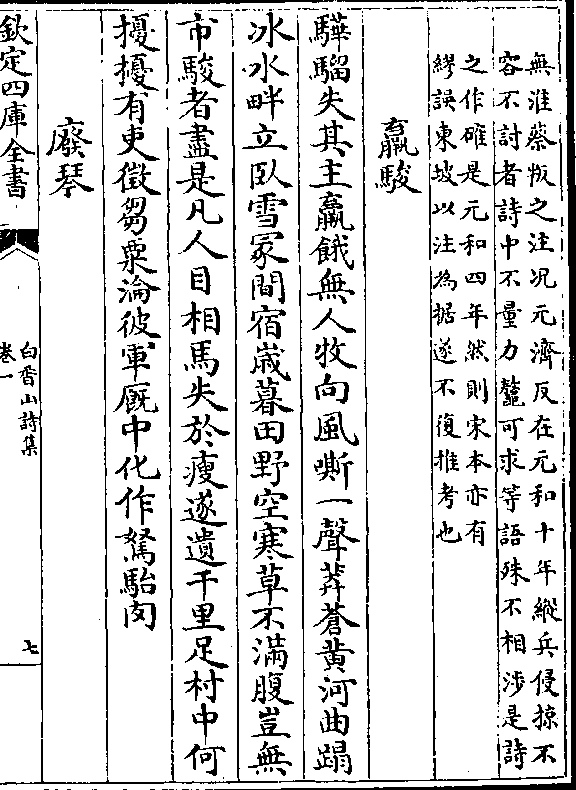 無淮蔡叛之注况元濟反在元和十年縱兵侵掠不
容不討者詩中不量力鼇可求等語殊不相涉是詩
之作確是元和四年然則宋本亦有
繆誤東坡以注為據遂不復推考也
羸駿
驊騮失其主羸餓無人牧向風嘶一聲莽蒼黄河曲蹋
冰水畔立臥雪冢間宿嵗暮田野空寒草不滿腹豈無
市駿者盡是凡人目相馬失於瘦遂遺千里足村中何
擾擾有吏徵芻粟淪彼軍廐中化作駑駘肉
廢琴
欽定四庫全書
白香山詩集
卷一
七